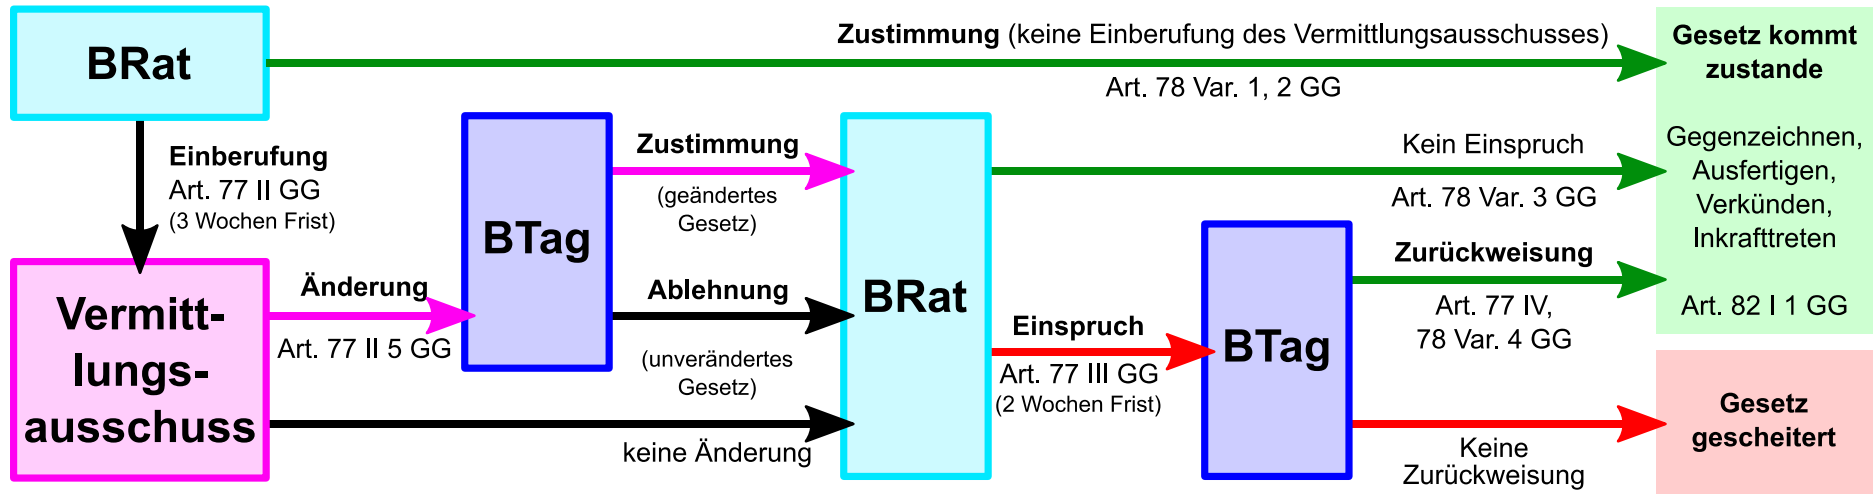 BRat
Zustimmung (keine Einberufung des Vermittlungsausschusses)
Art. 78 Var. 1, 2 GG
Gesetz kommt
zustande
Gegenzeichnen,
Ausfertigen,
Verkünden,
Inkrafttreten
Art. 82 I 1 GG
Einberufung
Art. 77 II GG
(3 Wochen Frist)
Vermitt-
lungs-
ausschuss
Änderung
Art. 77 II 5 GG
BTag
Zustimmung
(geändertes
Gesetz)
Ablehnung
(unverändertes
Gesetz)
keine Änderung
BRat
Kein Einspruch
Art. 78 Var. 3 GG
Einspruch
Art. 77 III GG
(2 Wochen Frist)
BTag
Zurückweisung
Art. 77 IV,
78 Var. 4 GG
Keine
Zurückweisung
Gesetz
gescheitert